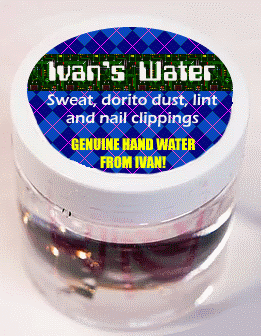 Ivan's Water
Sweat, dorito dust, lint
and nail clippings
GENUINE HAND WATER
FROM IVAN!